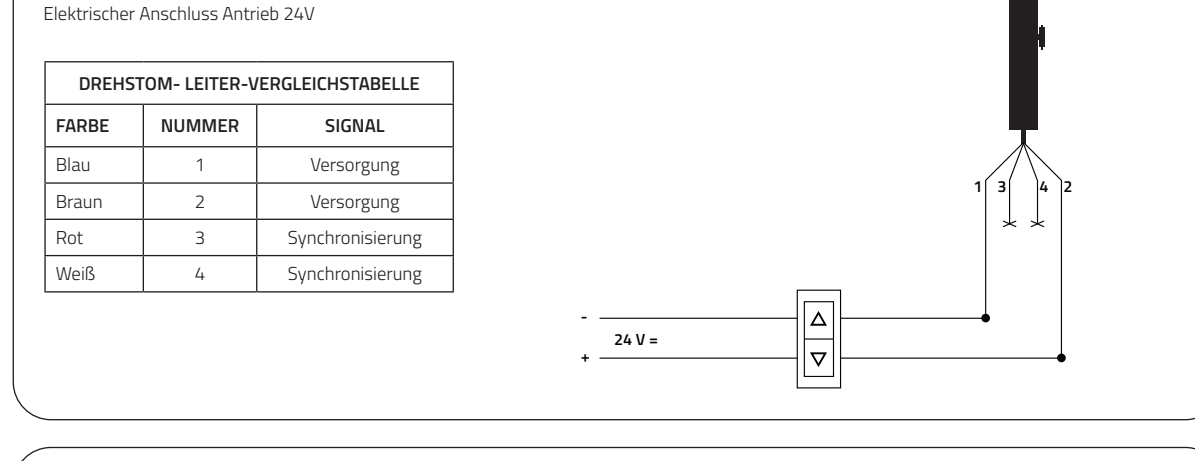 Elektrischer Anschluss Antrieb 24V
DREHSTOM- LEITER-VERGLEICHSTABELLE
FARBE NUMMER SIGNAL
Blau 1 Versorgung
Braun 2 Versorgung
Rot 3 Synchronisierung
Weiß 4 Synchronisierung
1 3 4 2
-
24 V =
+